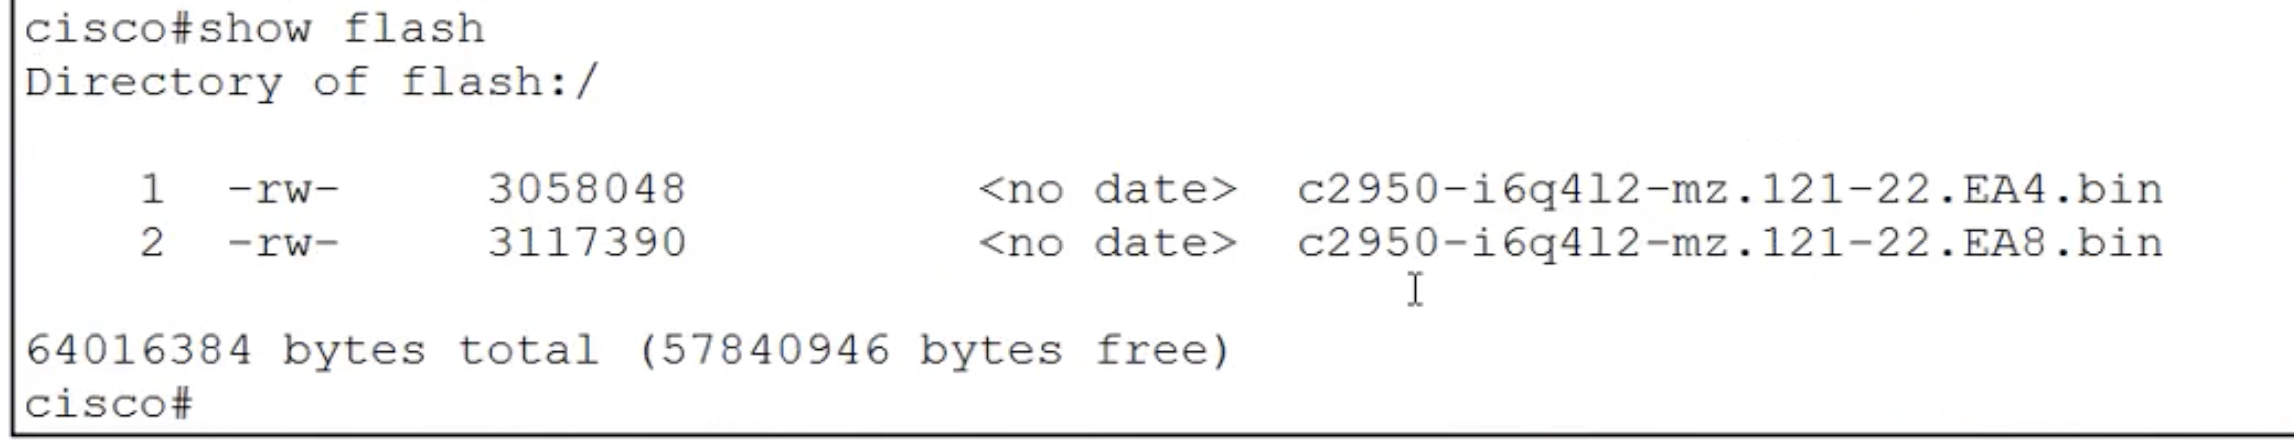 cisco#show flash
Directory of flash:/
1 -rw- 3058048 <no date> c2950-i6q4l2-mz.121-22.EA4.bin
2 -rw- 3117390 <no date> c2950-i6q4l2-mz.121-22.EA8.bin
64016384 bytes total (57840946 bytes free)
cisco#